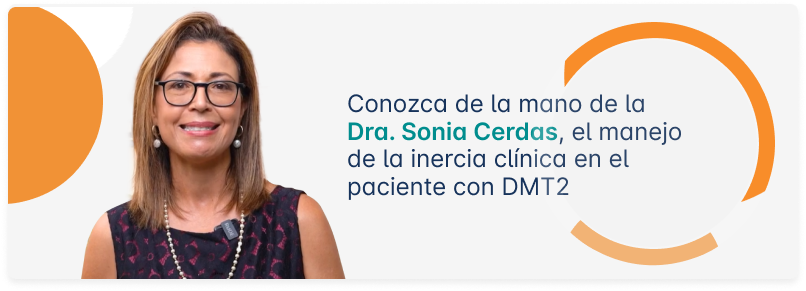 Conozca de la mano de la
Dra. Sonia Cerdas, el manejo
de la inercia clínica en el
paciente con DMT2